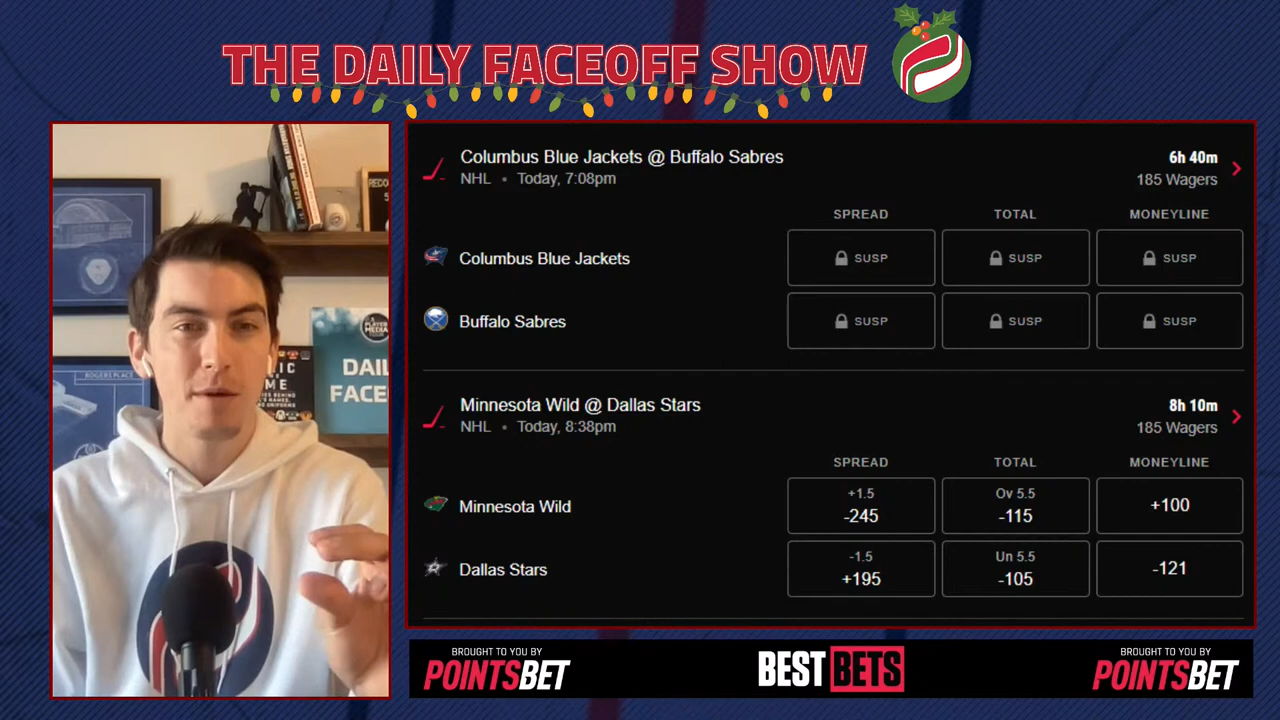 THE DAILY FACEOFF SHOW
Columbus Blue Jackets @ Buffalo Sabres
NHL • Today, 7:08pm
6h 40m
185 Wagers
SPREAD TOTAL MONEYLINE
Columbus Blue Jackets SUSP SUSP SUSP
Buffalo Sabres SUSP SUSP SUSP
Minnesota Wild @ Dallas Stars
NHL • Today, 8:38pm
8h 10m
185 Wagers
SPREAD TOTAL MONEYLINE
Minnesota Wild
+1.5
-245
Ov 5.5
-115
+100
Dallas Stars
-1.5
+195
Un 5.5
-105
-121
ROGERS PLACE
DAIL
FACE
BROUGHT TO YOU BY
POINTSBET
BEST BETS
BROUGHT TO YOU BY
POINTSBET